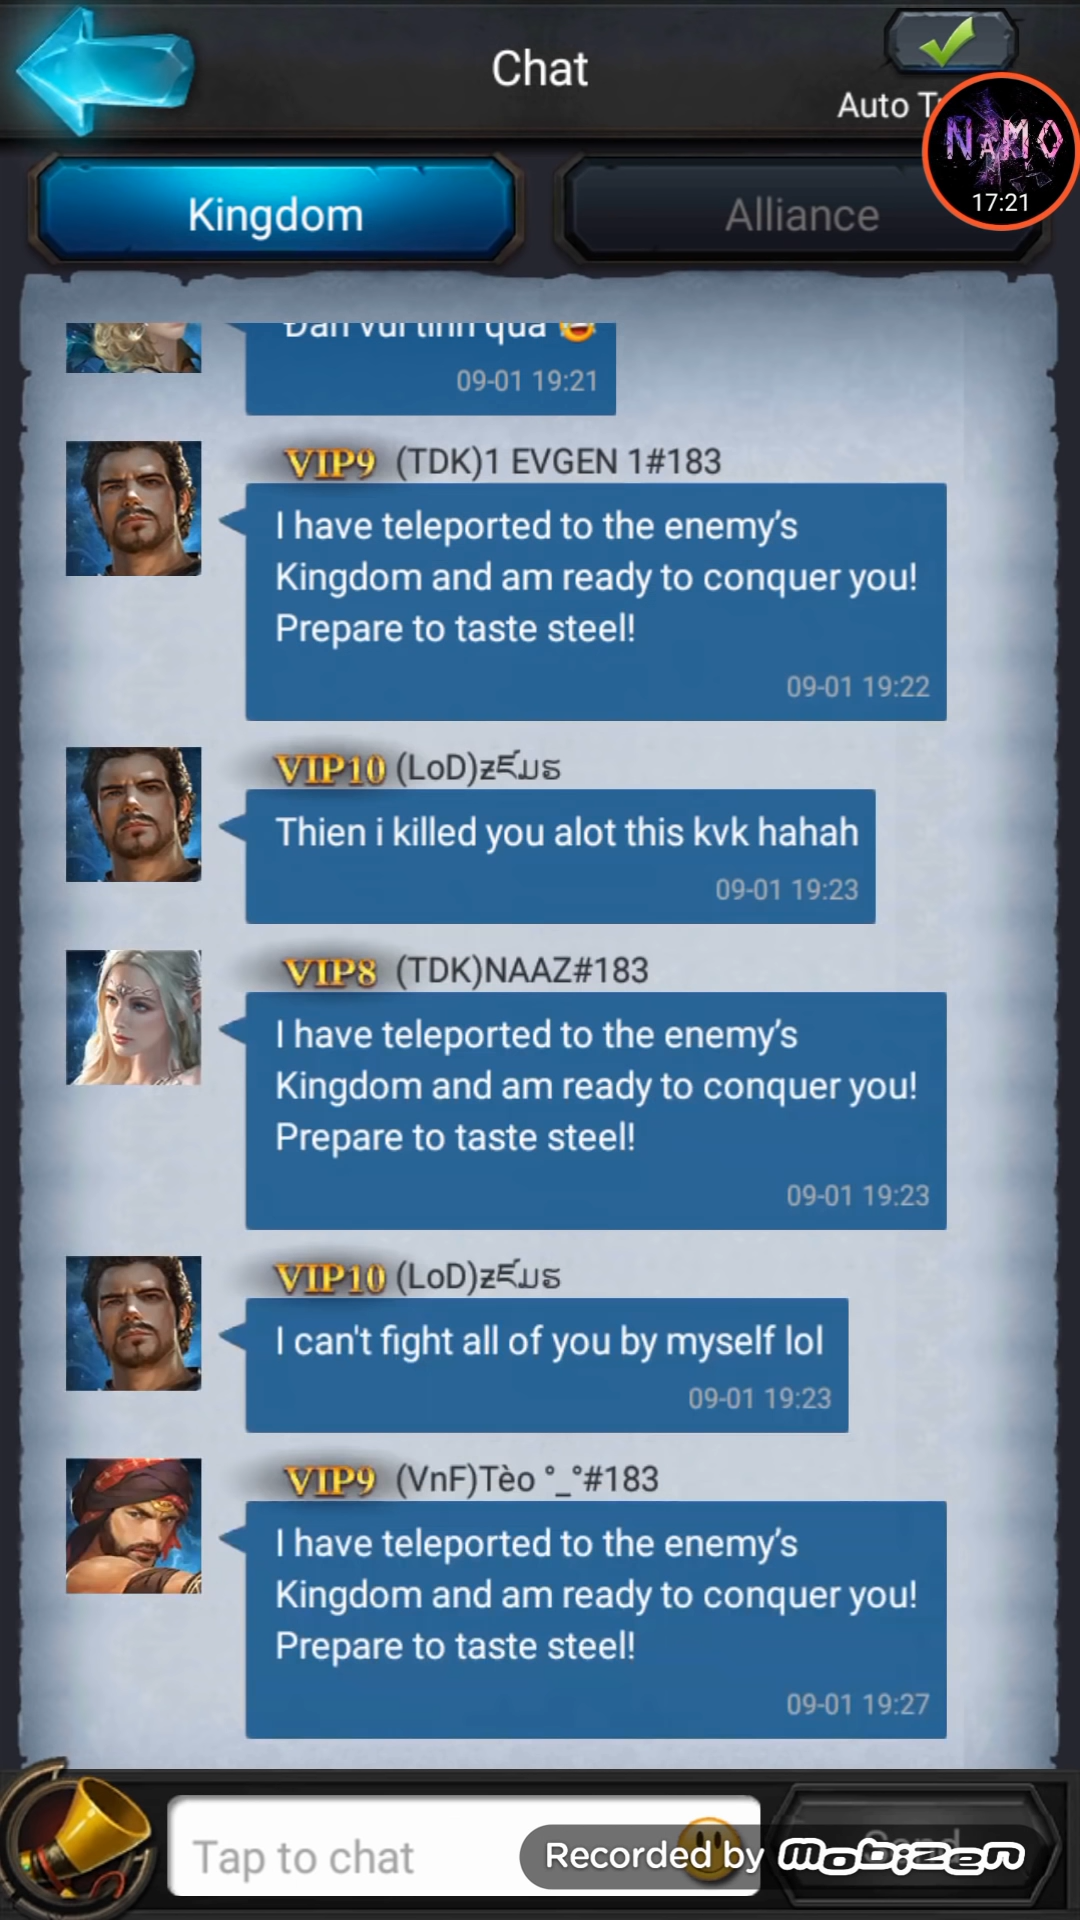 Chat
Auto
NAMO
17:21
Kingdom
Alliance
09-01 19:21
VIP9 (TDK)1 EVGEN 1#183
I have teleported to the enemy’s
Kingdom and am ready to conquer you!
Prepare to taste steel!
09-01 19:22
VIP10 (LoD)
Thien i killed you alot this kvk hahah
09-01 19:23
VIP8 (TDK)NAAZ#183
I have teleported to the enemy’s
Kingdom and am ready to conquer you!
Prepare to taste steel!
09-01 19:23
VIP10 (LoD)
I can't fight all of you by myself lol
09-01 19:23
VIP9 (VnF)Tèo °_°#183
I have teleported to the enemy’s
Kingdom and am ready to conquer you!
Prepare to taste steel!
09-01 19:27
Tap to chat
Recorded by mobizen